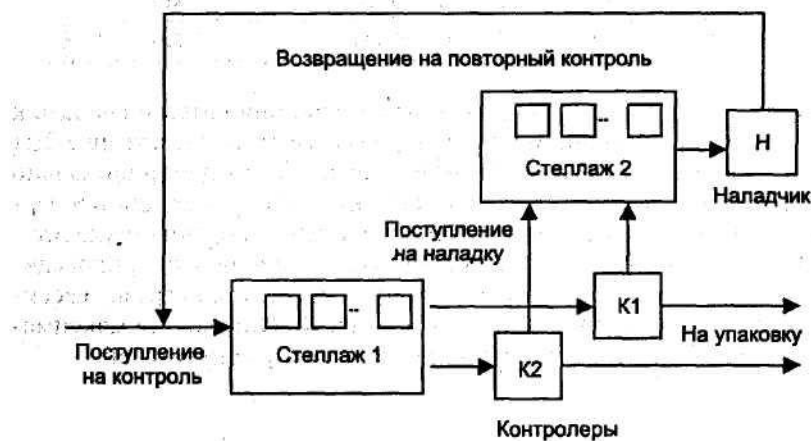 Возвращение на повторный контроль
Н
Стеллаж 2
Наладчик
Поступление
на наладку
К1
На упаковку
Поступление
на контроль
Стеллаж 1
К2
Контролеры